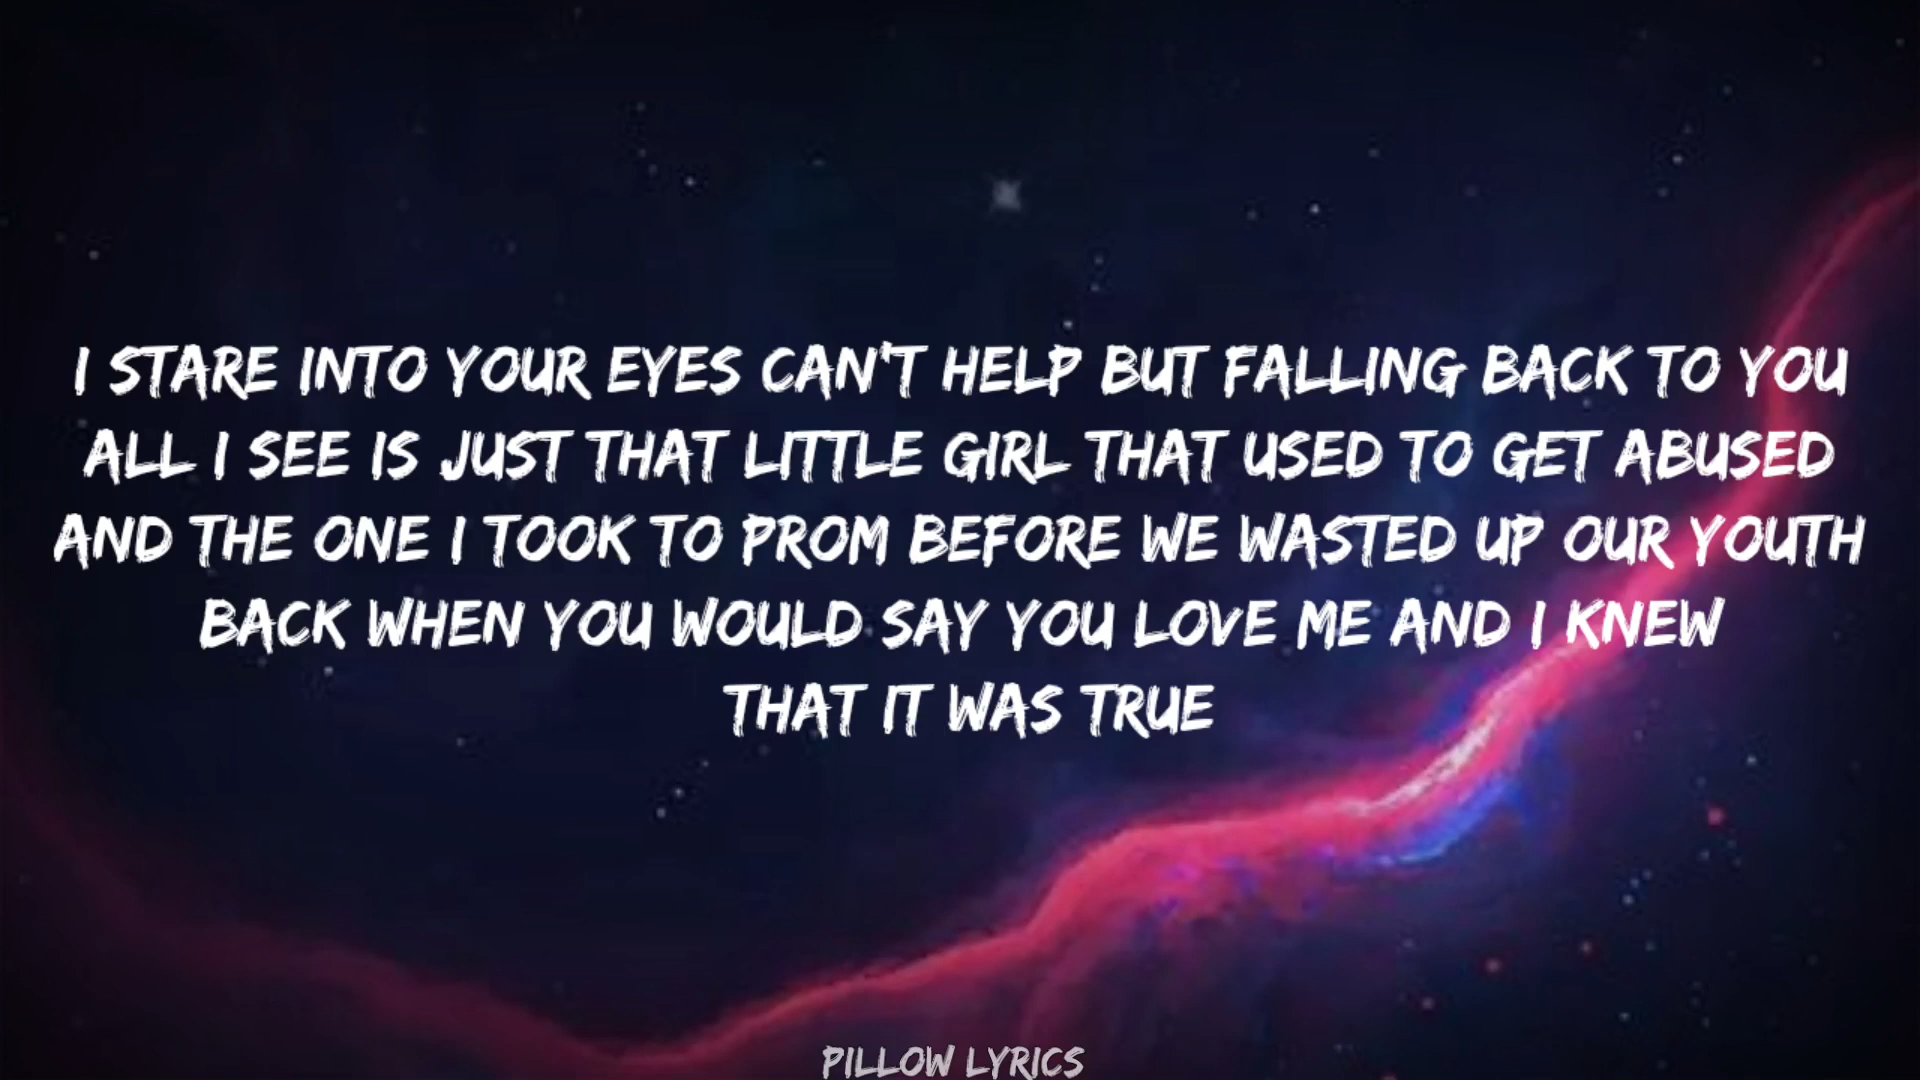 I STARE INTO YOUR EYES CAN'T HELP BUT FALLING BACK TO YOU
ALL I SEE IS JUST THAT LITTLE GIRL THAT USED TO GET ABUSED
AND THE ONE I TOOK TO PROM BEFORE WE WASTED UP OUR YOUTH
BACK WHEN YOU WOULD SAY YOU LOVE ME AND I KNEW
THAT IT WAS TRUE
PILLOW LYRICS